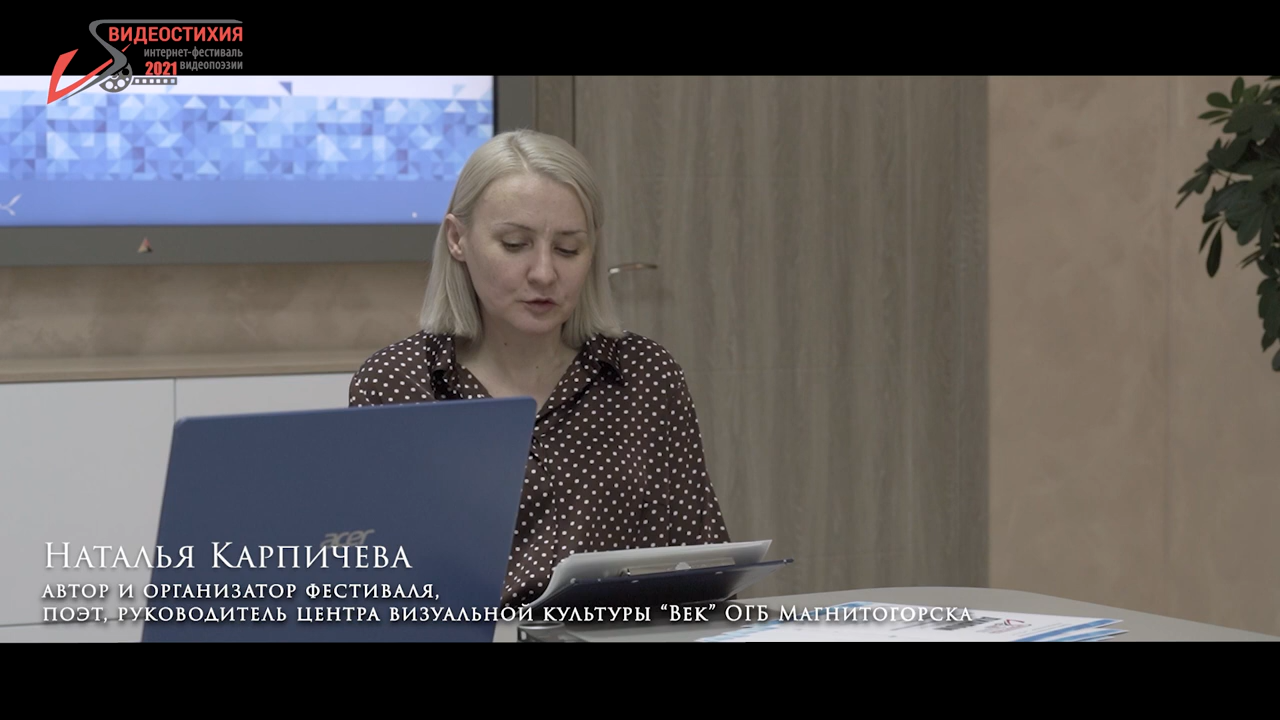 ВИДЕОСТИХИЯ
интернет-фестиваль
2021 видеопоэзии
acer
Наталья Карпичева
автор и организатор фестиваля,
поэт, руководитель центра визуальной культуры “Век” ОГБ Магнитогорска